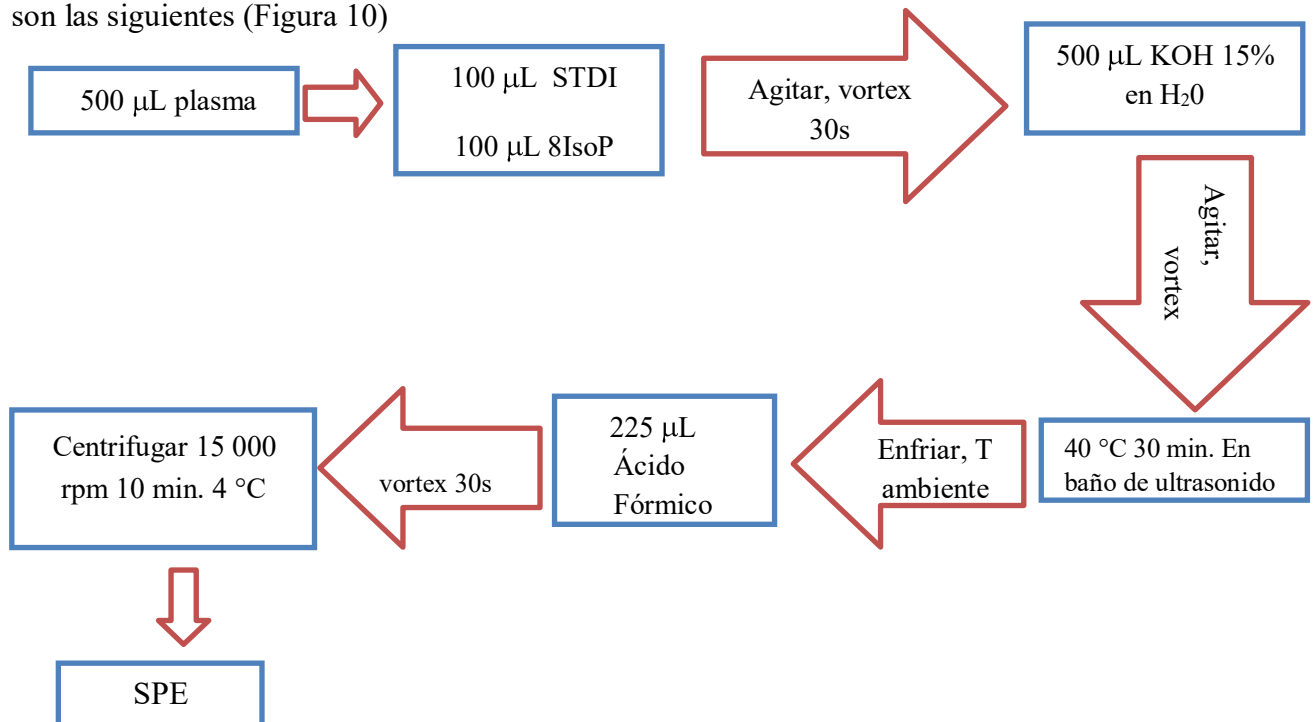 son las siguientes (Figura 10)
500 μL plasma
100 μL STDI
100 μL 8IsoP
Agitar, vortex
30s
500 μL KOH 15%
en H₂0
Agitar,
vortex
40 °C 30 min. En
baño de ultrasonido
Enfriar, T
ambiente
225 μL
Ácido
Fórmico
vortex 30s
Centrifugar 15 000
rpm 10 min. 4 °C
SPE